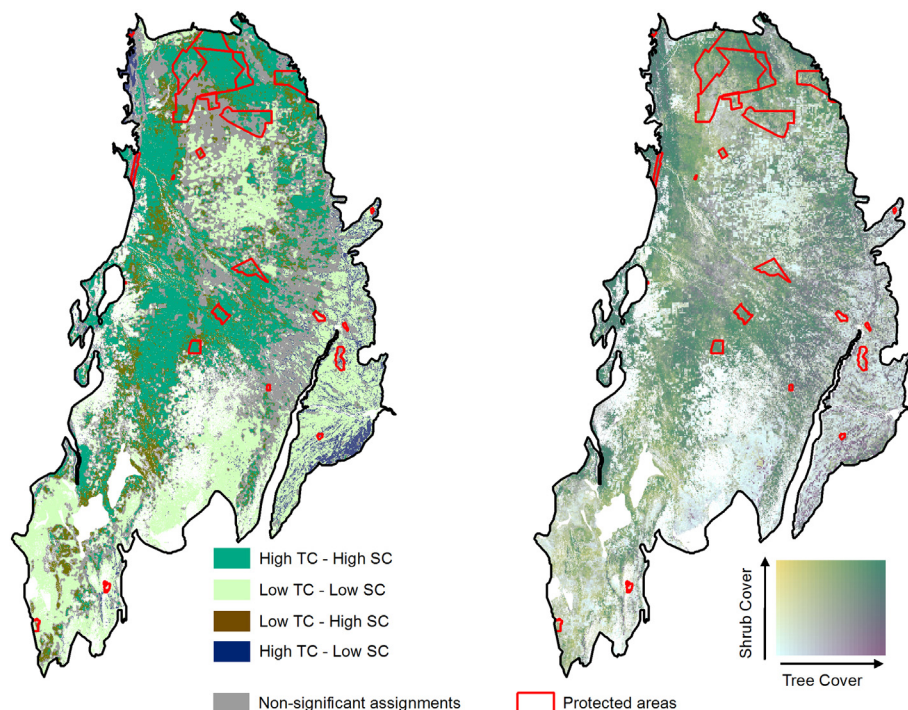 High TC - High SC
Low TC - Low SC
Low TC - High SC
High TC - Low SC
Non-significant assignments
Protected areas
Shrub Cover
Tree Cover